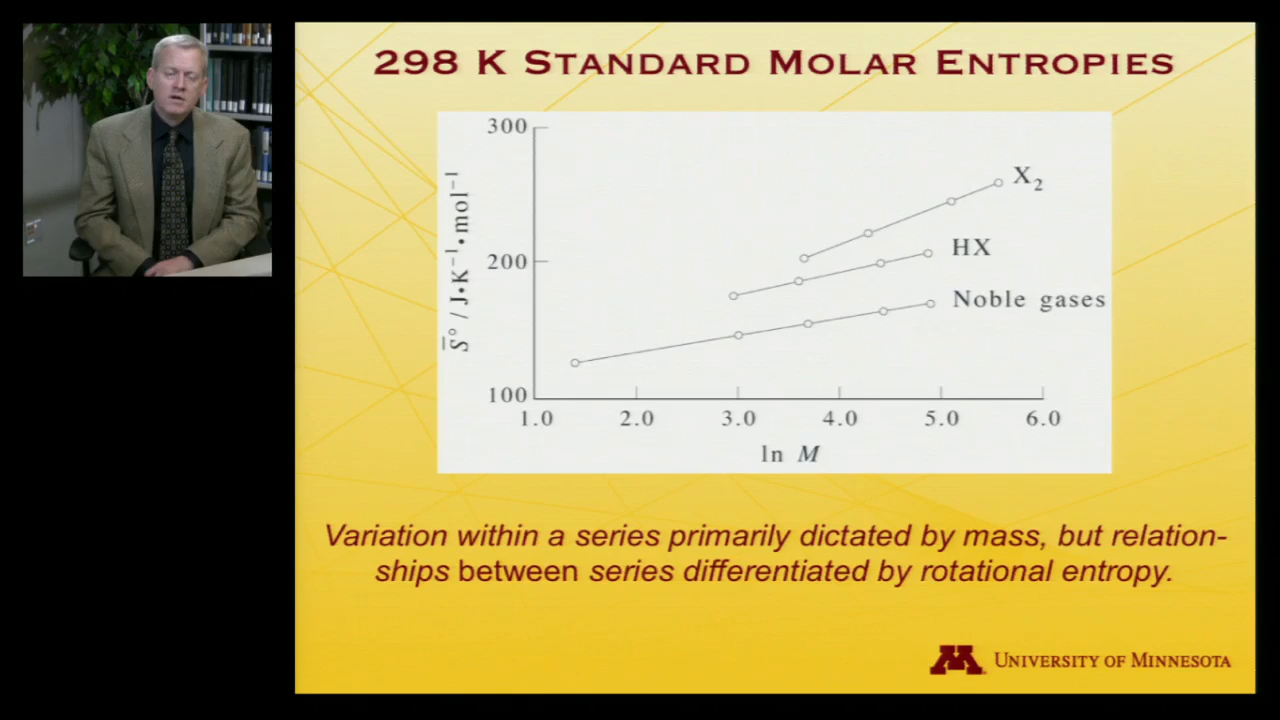 298 K STANDARD MOLAR ENTROPIES
300
200
100
S̅° / J•K⁻¹•mol⁻¹
X₂
HX
Noble gases
1.0 2.0 3.0 4.0 5.0 6.0
ln M
Variation within a series primarily dictated by mass, but relation-
ships between series differentiated by rotational entropy.
UNIVERSITY OF MINNESOTA